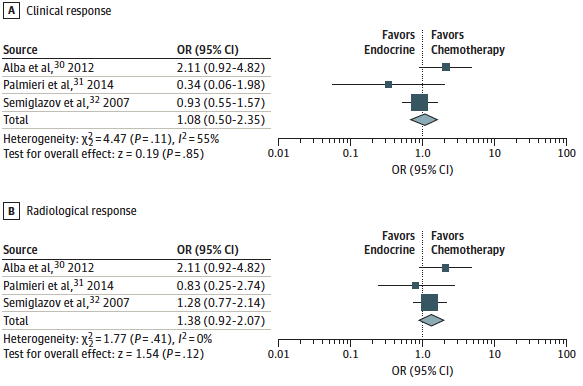 A Clinical response
Favors Endocrine Favors Chemotherapy
Source OR (95% CI)
Alba et al,30 2012 2.11 (0.92-4.82)
Palmieri et al,31 2014 0.34 (0.06-1.98)
Semiglazov et al,32 2007 0.93 (0.55-1.57)
Total 1.08 (0.50-2.35)
Heterogeneity: χ²₂ = 4.47 (P = .11), I² = 55%
Test for overall effect: z = 0.19 (P = .85)
0.01 0.1 1.0 10 100
OR (95% CI)
B Radiological response
Favors Endocrine Favors Chemotherapy
Source OR (95% CI)
Alba et al,30 2012 2.11 (0.92-4.82)
Palmieri et al,31 2014 0.83 (0.25-2.74)
Semiglazov et al,32 2007 1.28 (0.77-2.14)
Total 1.38 (0.92-2.07)
Heterogeneity: χ²₂ = 1.77 (P = .41), I² = 0%
Test for overall effect: z = 1.54 (P = .12)
0.01 0.1 1.0 10 100
OR (95% CI)